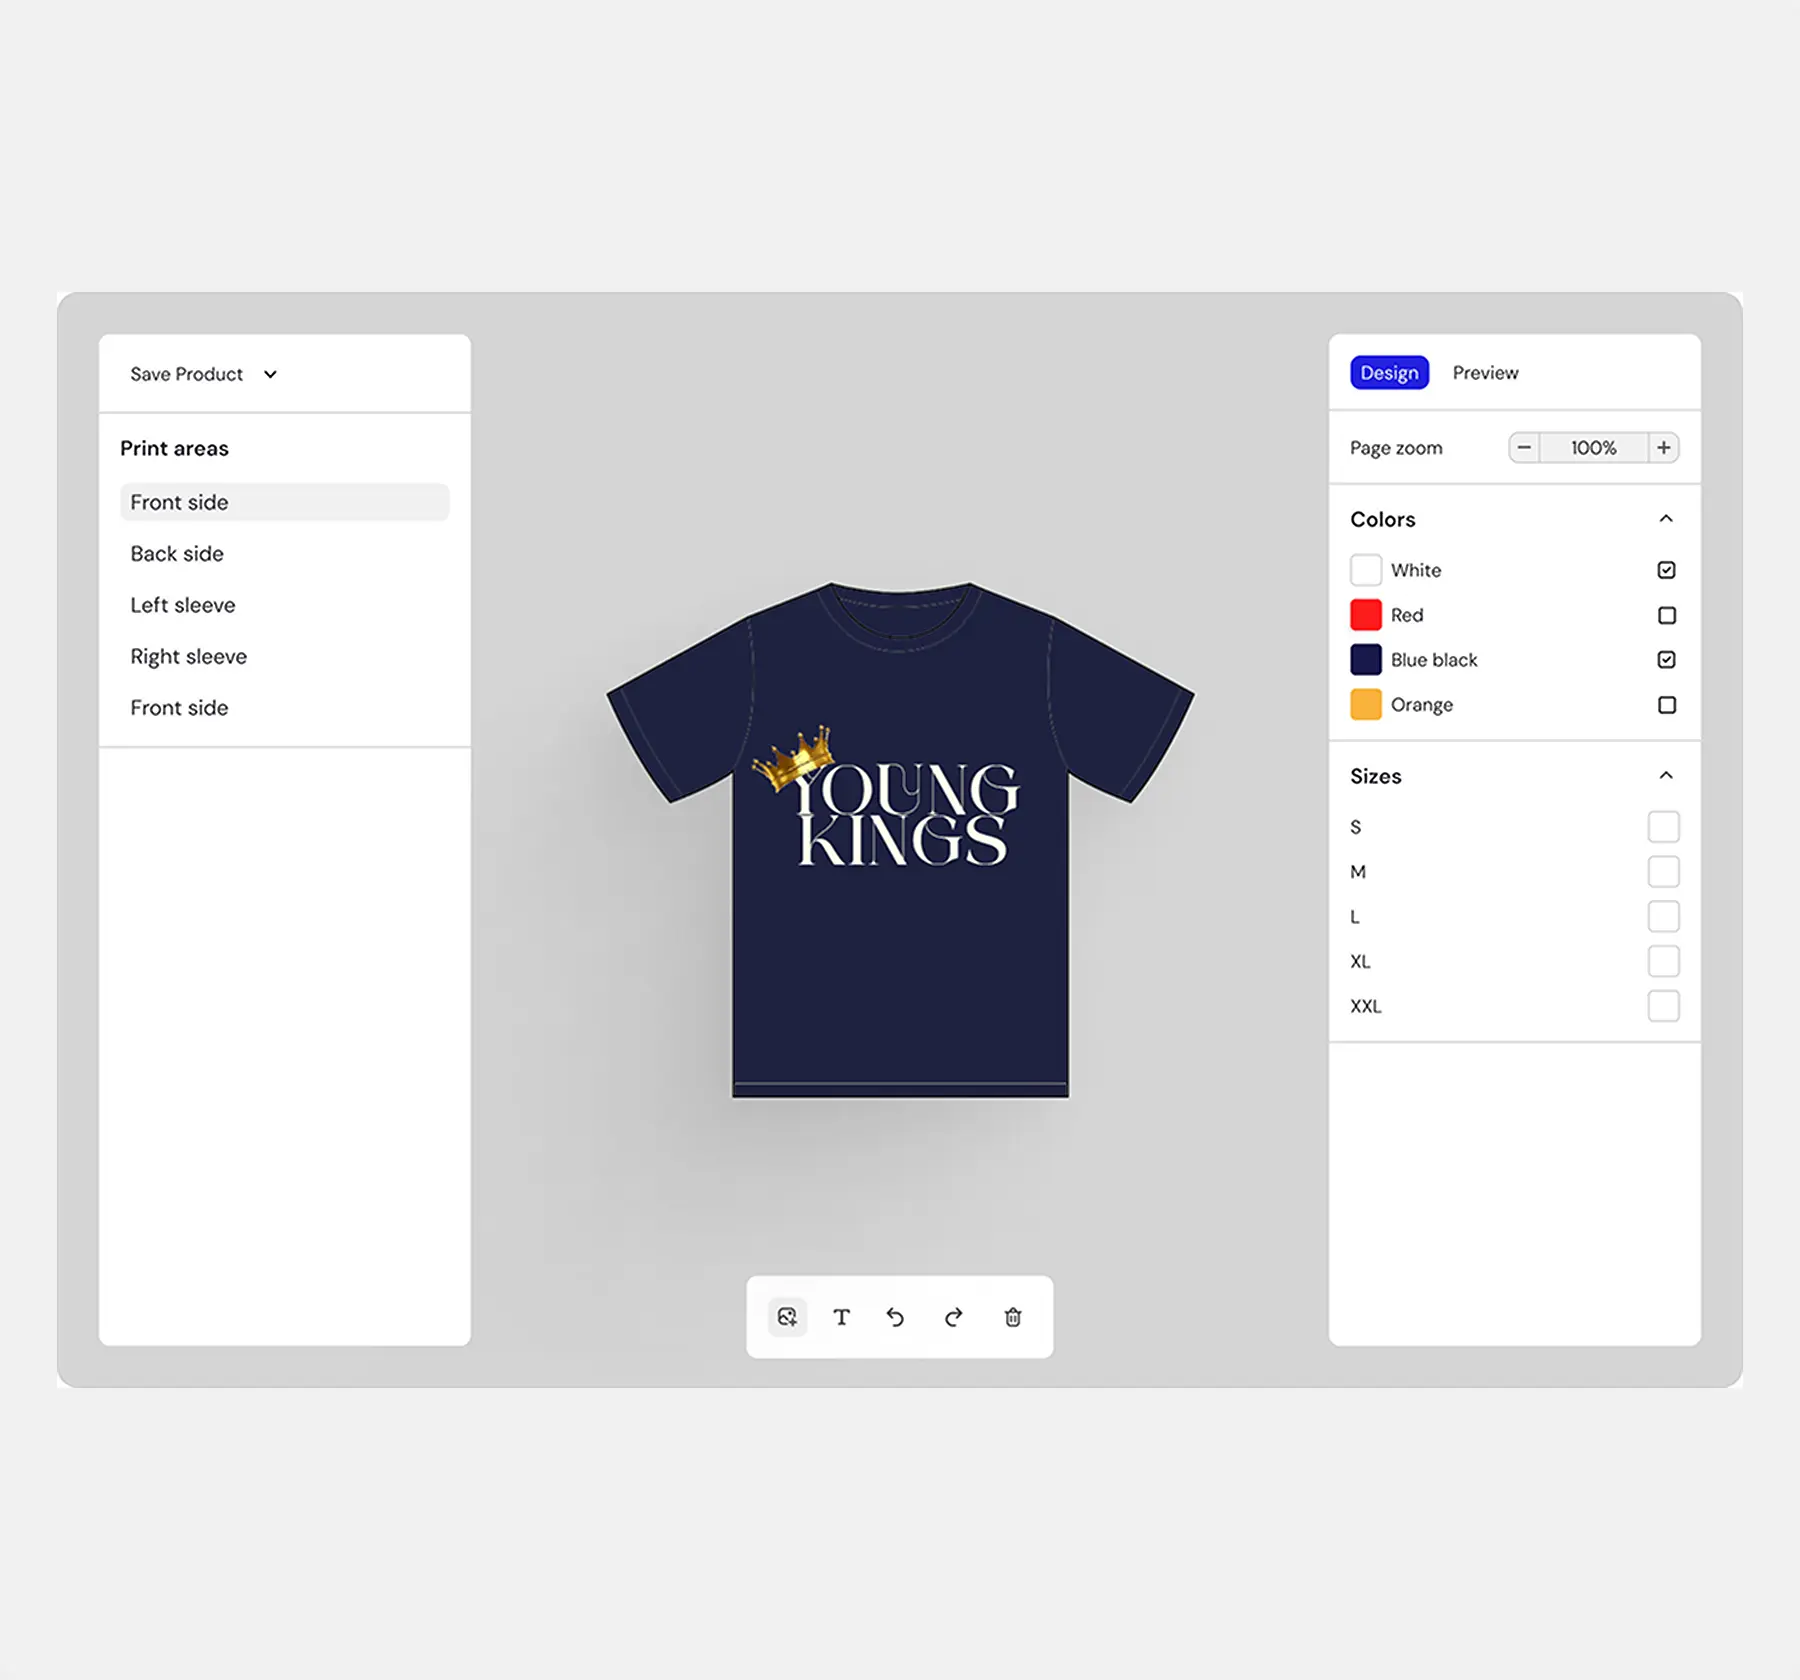 Save Product
Print areas
Front side
Back side
Left sleeve
Right sleeve
Front side
YOUNG
KINGS
T
Design Preview
Page zoom − 100% +
Colors
White
Red
Blue black
Orange
Sizes
S
M
L
XL
XXL